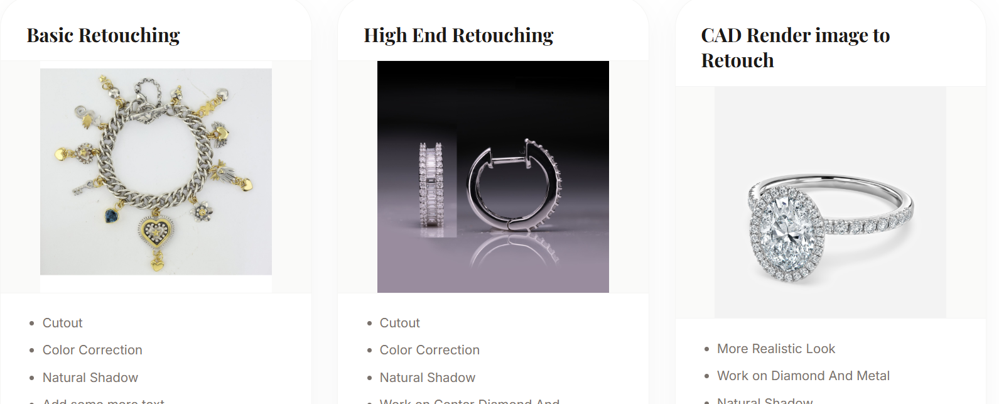 Basic Retouching
Cutout
Color Correction
Natural Shadow
Add some more text
High End Retouching
Cutout
Color Correction
Natural Shadow
Work on Center Diamond And
CAD Render image to
Retouch
More Realistic Look
Work on Diamond And Metal
Natural Shadow